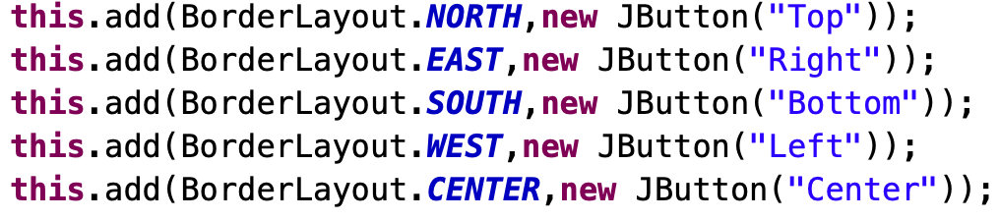 this.add(BorderLayout.NORTH,new JButton("Top"));
this.add(BorderLayout.EAST,new JButton("Right"));
this.add(BorderLayout.SOUTH,new JButton("Bottom"));
this.add(BorderLayout.WEST,new JButton("Left"));
this.add(BorderLayout.CENTER,new JButton("Center"));